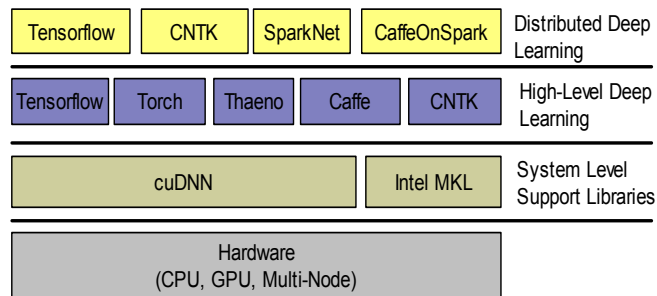 Tensorflow CNTK SparkNet CaffeOnSpark Distributed Deep
Learning
Tensorflow Torch Thaeno Caffe CNTK High-Level Deep
Learning
cuDNN Intel MKL System Level
Support Libraries
Hardware
(CPU, GPU, Multi-Node)